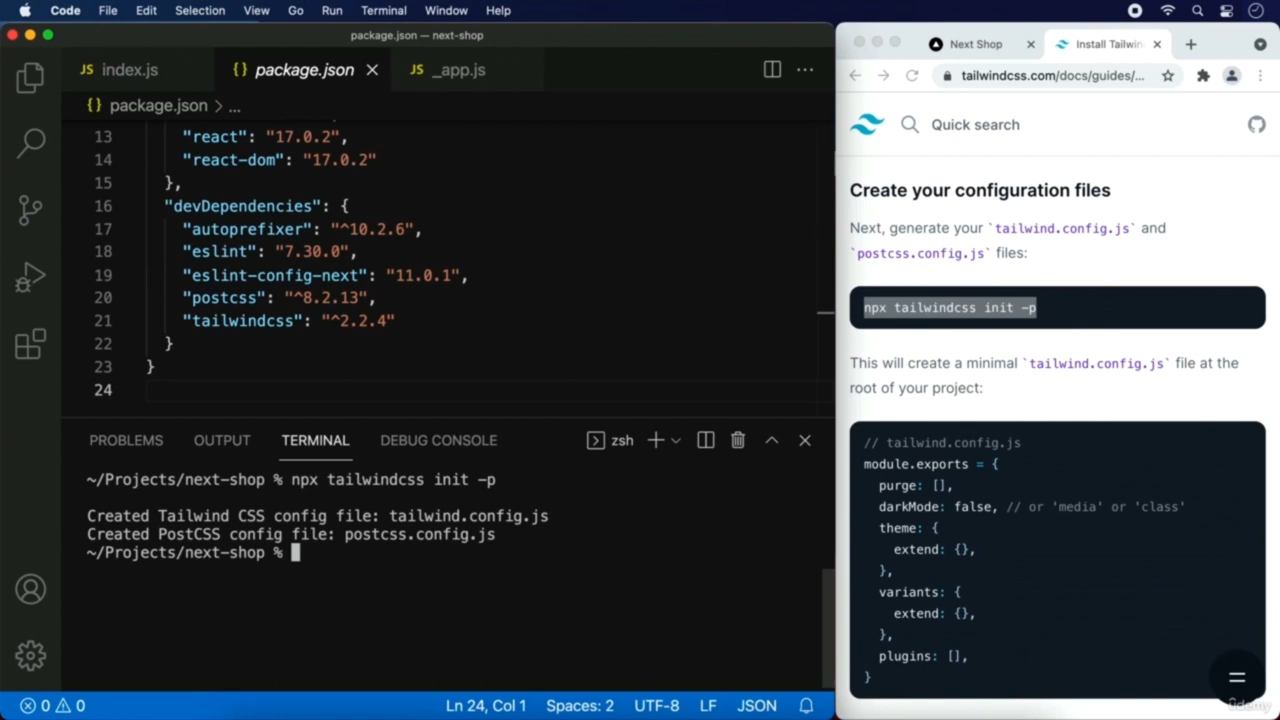 Code File Edit Selection View Go Run Terminal Window Help
package.json — next-shop
JS index.js
{} package.json
JS _app.js
{} package.json > ...
13 "react": "17.0.2",
14 "react-dom": "17.0.2"
15 },
16 "devDependencies": {
17 "autoprefixer": "^10.2.6",
18 "eslint": "7.30.0",
19 "eslint-config-next": "11.0.1",
20 "postcss": "^8.2.13",
21 "tailwindcss": "^2.2.4"
22 }
23 }
24
PROBLEMS OUTPUT TERMINAL DEBUG CONSOLE
zsh
~/Projects/next-shop % npx tailwindcss init -p
Created Tailwind CSS config file: tailwind.config.js
Created PostCSS config file: postcss.config.js
~/Projects/next-shop %
0 0
Ln 24, Col 1 Spaces: 2 UTF-8 LF JSON
Next Shop
Install Tailwin
tailwindcss.com/docs/guides/...
Quick search
Create your configuration files
Next, generate your `tailwind.config.js` and
`postcss.config.js` files:
npx tailwindcss init -p
This will create a minimal `tailwind.config.js` file at the
root of your project:
// tailwind.config.js
module.exports = {
purge: [],
darkMode: false, // or 'media' or 'class'
theme: {
extend: {},
},
variants: {
extend: {},
},
plugins: [],
}
ûdemy